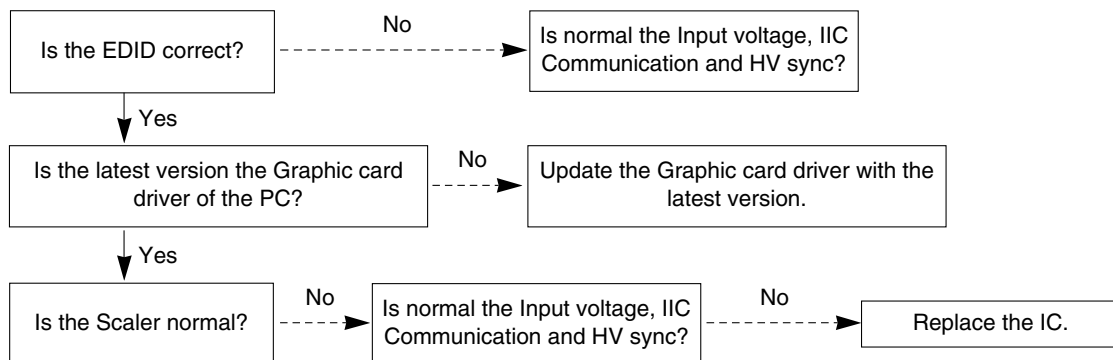 Is the EDID correct?
No
Is normal the Input voltage, IIC
Communication and HV sync?
Yes
Is the latest version the Graphic card
driver of the PC?
No
Update the Graphic card driver with the
latest version.
Yes
Is the Scaler normal?
No
Is normal the Input voltage, IIC
Communication and HV sync?
No
Replace the IC.